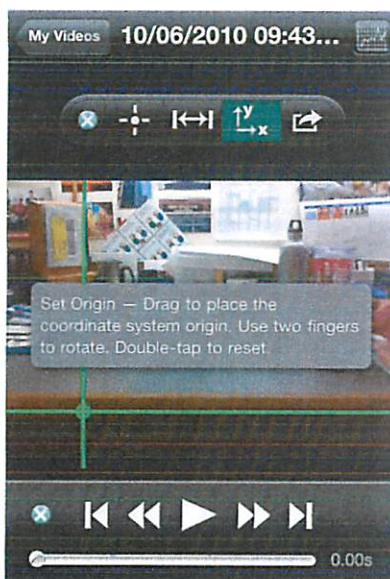 My Videos 10/06/2010 09:43...
y
x
Set Origin — Drag to place the
coordinate system origin. Use two fingers
to rotate. Double-tap to reset.
0.00s